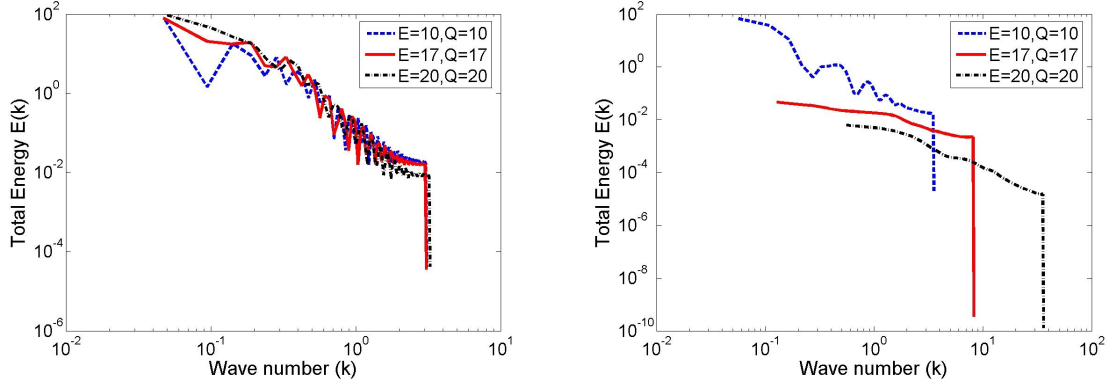 10^2
10^0
10^-2
10^-4
10^-6
Total Energy E(k)
E=10,Q=10
E=17,Q=17
E=20,Q=20
10^-2
10^-1
10^0
10^1
Wave number (k)
10^2
10^0
10^-2
10^-4
10^-6
10^-8
10^-10
Total Energy E(k)
E=10,Q=10
E=17,Q=17
E=20,Q=20
10^-2
10^-1
10^0
10^1
10^2
Wave number (k)